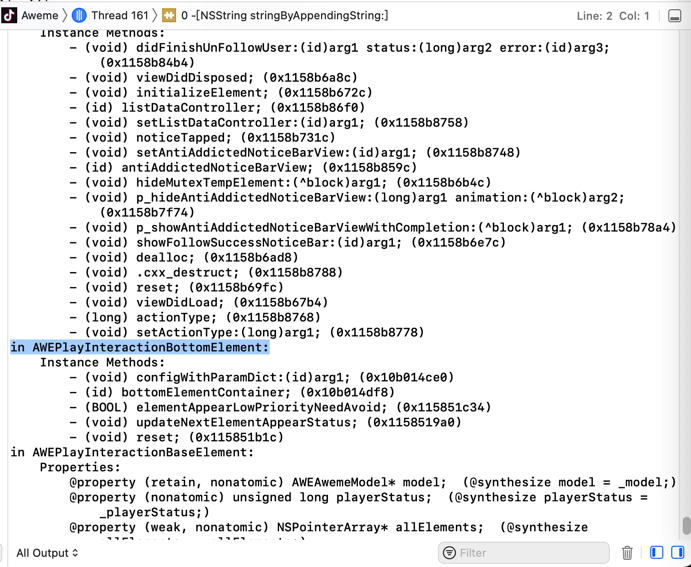 Aweme Thread 161 0 -[NSString stringByAppendingString:] Line: 2 Col: 1
Instance Methods:
- (void) didFinishUnFollowUser:(id)arg1 status:(long)arg2 error:(id)arg3;
(0x1158b84b4)
- (void) viewDidDisposed; (0x1158b6a8c)
- (void) initializeElement; (0x1158b672c)
- (id) listDataController; (0x1158b86f0)
- (void) setListDataController:(id)arg1; (0x1158b8758)
- (void) noticeTapped; (0x1158b731c)
- (void) setAntiAddictedNoticeBarView:(id)arg1; (0x1158b8748)
- (id) antiAddictedNoticeBarView; (0x1158b859c)
- (void) hideMutexTempElement:(^block)arg1; (0x1158b6b4c)
- (void) p_hideAntiAddictedNoticeBarView:(long)arg1 animation:(^block)arg2;
(0x1158b7f74)
- (void) p_showAntiAddictedNoticeBarViewWithCompletion:(^block)arg1; (0x1158b78a4)
- (void) showFollowSuccessNoticeBar:(id)arg1; (0x1158b6e7c)
- (void) dealloc; (0x1158b6ad8)
- (void) .cxx_destruct; (0x1158b8788)
- (void) reset; (0x1158b69fc)
- (void) viewDidLoad; (0x1158b67b4)
- (long) actionType; (0x1158b8768)
- (void) setActionType:(long)arg1; (0x1158b8778)
in AWEPlayInteractionBottomElement:
Instance Methods:
- (void) configWithParamDict:(id)arg1; (0x10b014ce0)
- (id) bottomElementContainer; (0x10b014df8)
- (BOOL) elementAppearLowPriorityNeedAvoid; (0x115851c34)
- (void) updateNextElementAppearStatus; (0x1158519a0)
- (void) reset; (0x115851b1c)
in AWEPlayInteractionBaseElement:
Properties:
@property (retain, nonatomic) AWEAwemeModel* model;  (@synthesize model = _model;)
@property (nonatomic) unsigned long playerStatus;  (@synthesize playerStatus =
_playerStatus;)
@property (weak, nonatomic) NSPointerArray* allElements;  (@synthesize
All Output Filter